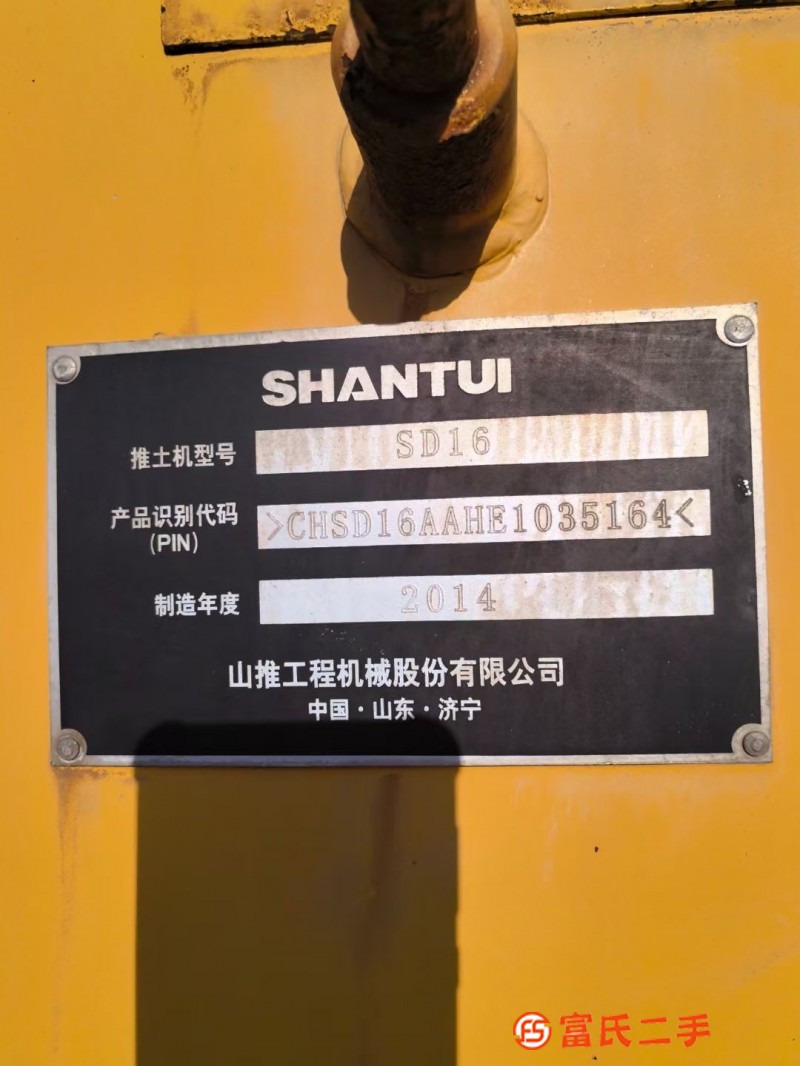 SHANTUI
推土机型号 SD16
产品识别代码 >CHSD16AAHE1035164<
(PIN)
制造年度 2014
山推工程机械股份有限公司
中国·山东·济宁
FS 富氏二手